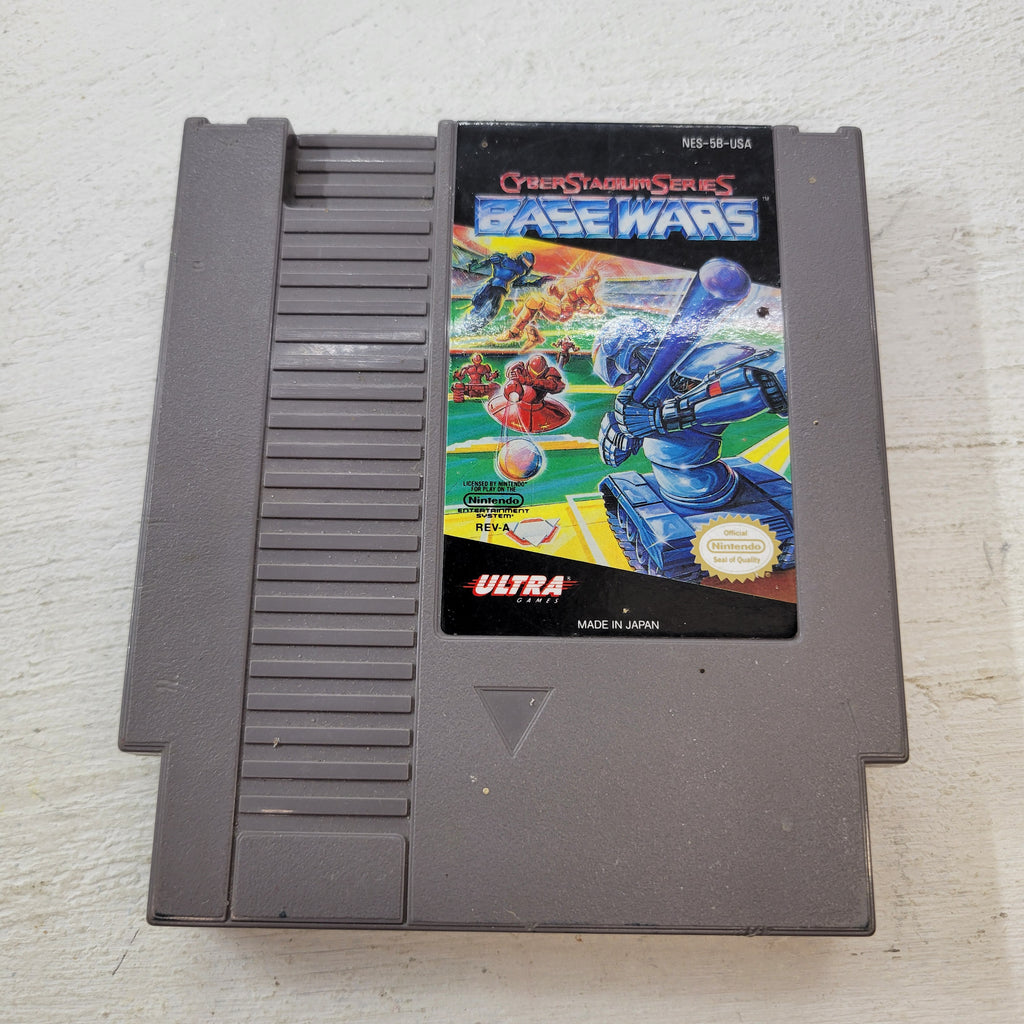 NES-5B-USA
CYBERSTADIUMSERIES
BASE WARS™
LICENSED BY NINTENDO®
FOR PLAY ON THE
Nintendo
ENTERTAINMENT
SYSTEM®
REV-A
Official
Nintendo
Seal of Quality
ULTRA®
GAMES
MADE IN JAPAN